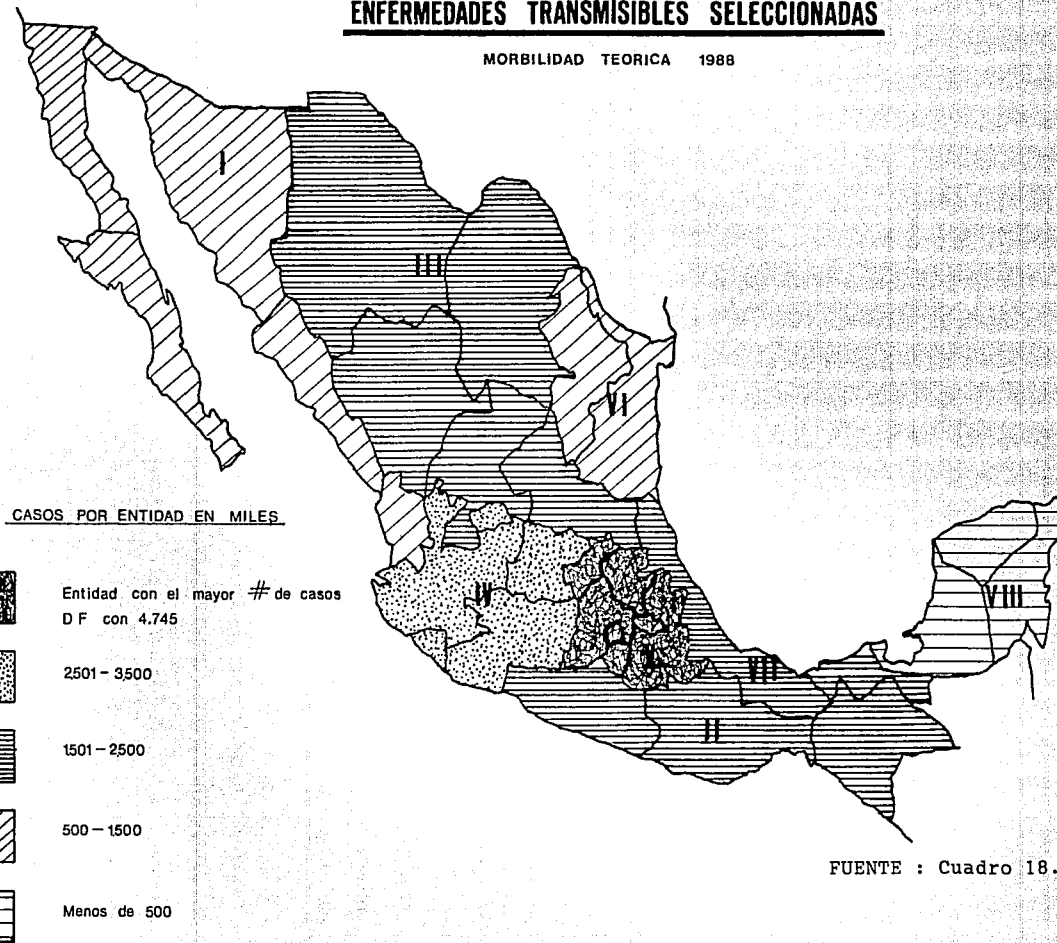 ENFERMEDADES TRANSMISIBLES SELECCIONADAS
MORBILIDAD TEORICA 1988
I
III
VI
CASOS POR ENTIDAD EN MILES
Entidad con el mayor # de casos
D F con 4.745
IV
VIII
2501 - 3,500
V
VII
1501 - 2500
II
500 - 1500
FUENTE : Cuadro 18.
Menos de 500